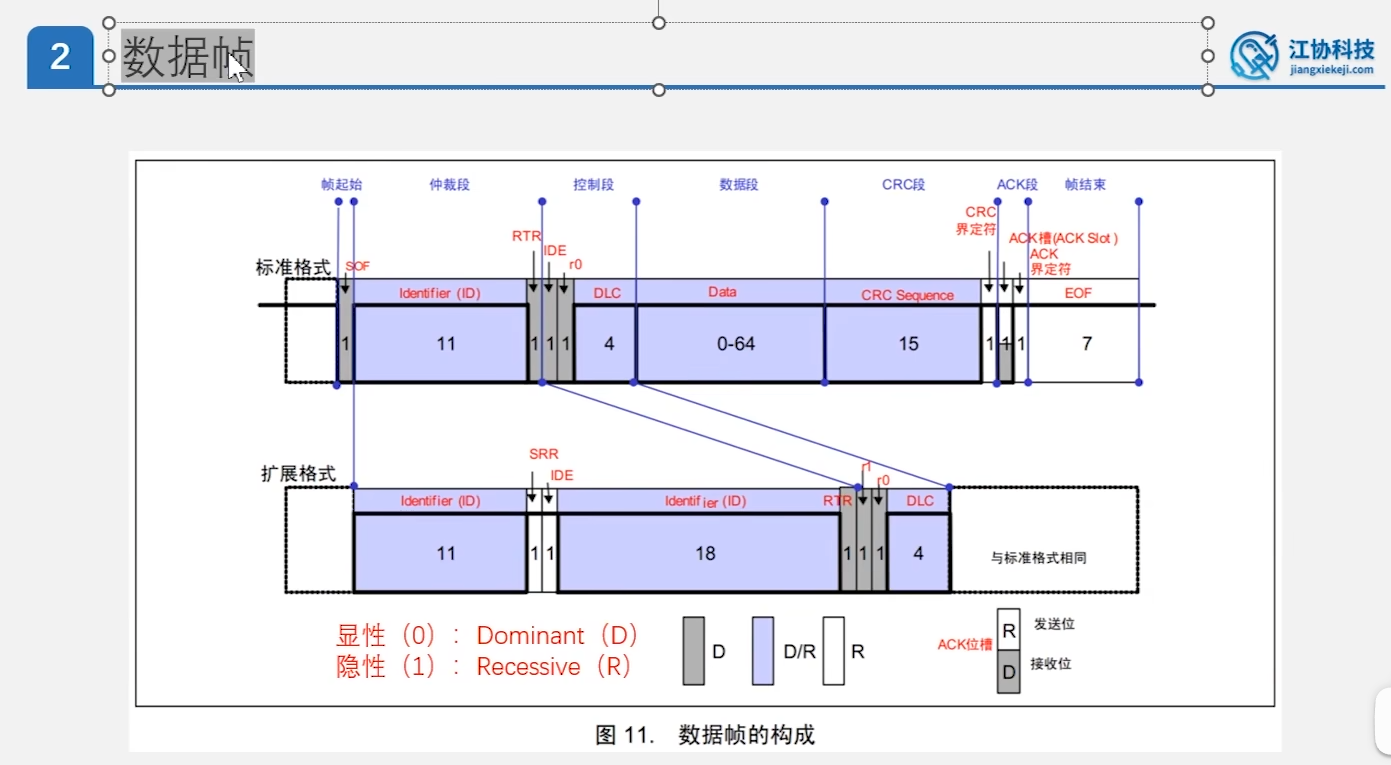 2
数据帧
江协科技
jiangxiekeji.com
帧起始 仲裁段 控制段 数据段 CRC段 ACK段 帧结束
CRC
界定符
RTR
IDE
r0
ACK槽(ACK Slot)
ACK
界定符
标准格式
SOF
Identifier (ID) DLC Data CRC Sequence EOF
1 11 1 1 1 4 0-64 15 1 1 1 7
SRR
IDE
r1
r0
扩展格式
Identifier (ID) Identifier (ID) RTR DLC
11 1 1 18 1 1 1 4 与标准格式相同
显性（0）：Dominant（D）
隐性（1）：Recessive（R）
D D/R R
ACK位槽
R 发送位
D 接收位
图 11. 数据帧的构成